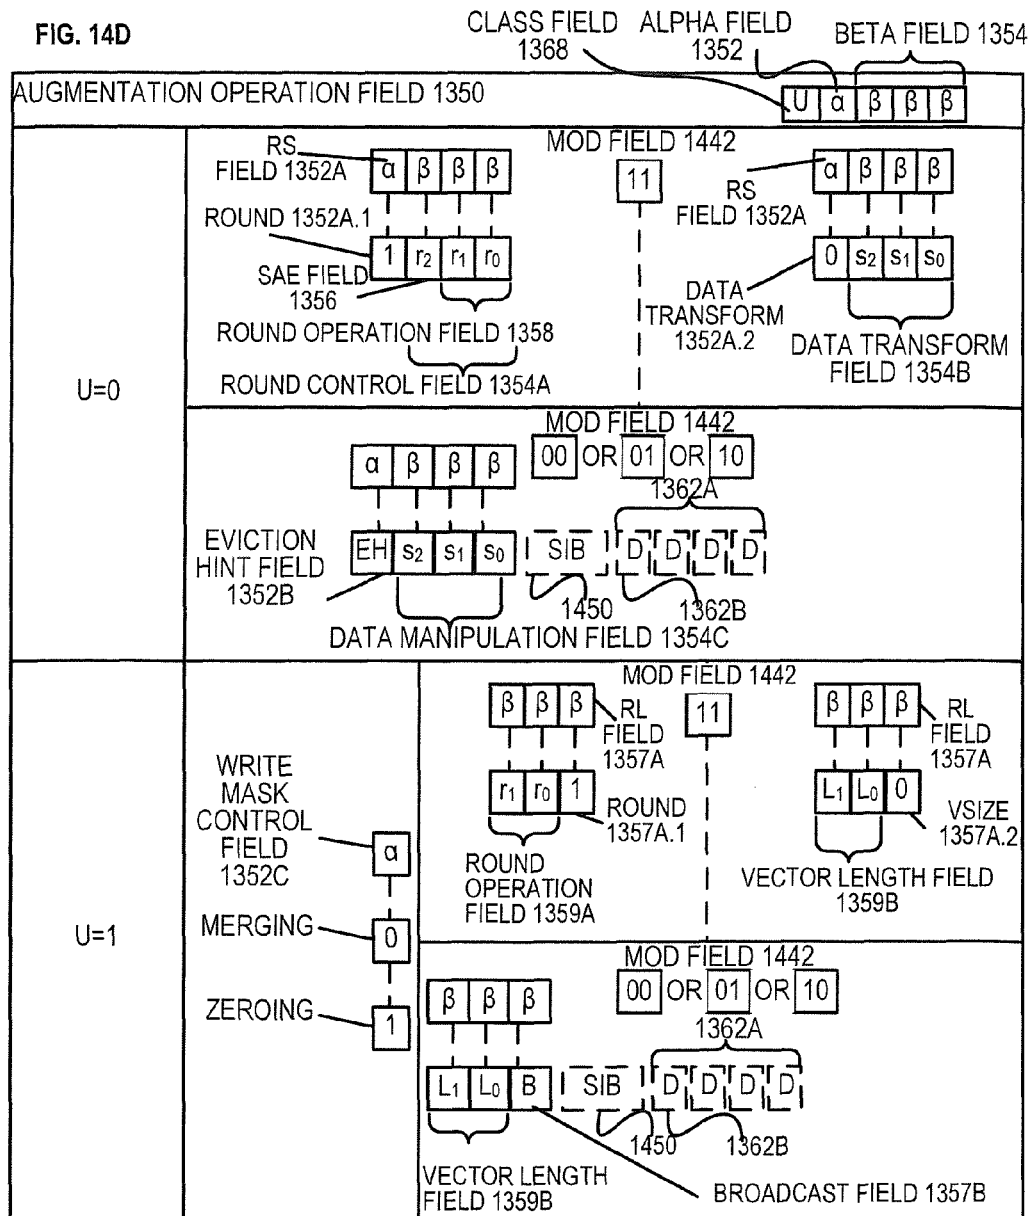 FIG. 14D
CLASS FIELD
1368
ALPHA FIELD
1352
BETA FIELD 1354
AUGMENTATION OPERATION FIELD 1350
U α β β β
U=0
RS
FIELD 1352A
α β β β
ROUND 1352A.1
1 r2 r1 r0
SAE FIELD
1356
ROUND OPERATION FIELD 1358
ROUND CONTROL FIELD 1354A
MOD FIELD 1442
11
RS
FIELD 1352A
α β β β
0 s2 s1 s0
DATA
TRANSFORM
1352A.2
DATA TRANSFORM
FIELD 1354B
MOD FIELD 1442
00 OR 01 OR 10
α β β β
1362A
EVICTION
HINT FIELD
1352B
EH s2 s1 s0
SIB
D D D D
1450
1362B
DATA MANIPULATION FIELD 1354C
U=1
WRITE
MASK
CONTROL
FIELD
1352C
α
MERGING
0
ZEROING
1
MOD FIELD 1442
11
β β β
RL
FIELD
1357A
r1 r0 1
ROUND
1357A.1
ROUND
OPERATION
FIELD 1359A
β β β
RL
FIELD
1357A
L1 L0 0
VSIZE
1357A.2
VECTOR LENGTH FIELD
1359B
MOD FIELD 1442
00 OR 01 OR 10
β β β
1362A
L1 L0 B
SIB
D D D D
1450
1362B
VECTOR LENGTH
FIELD 1359B
BROADCAST FIELD 1357B